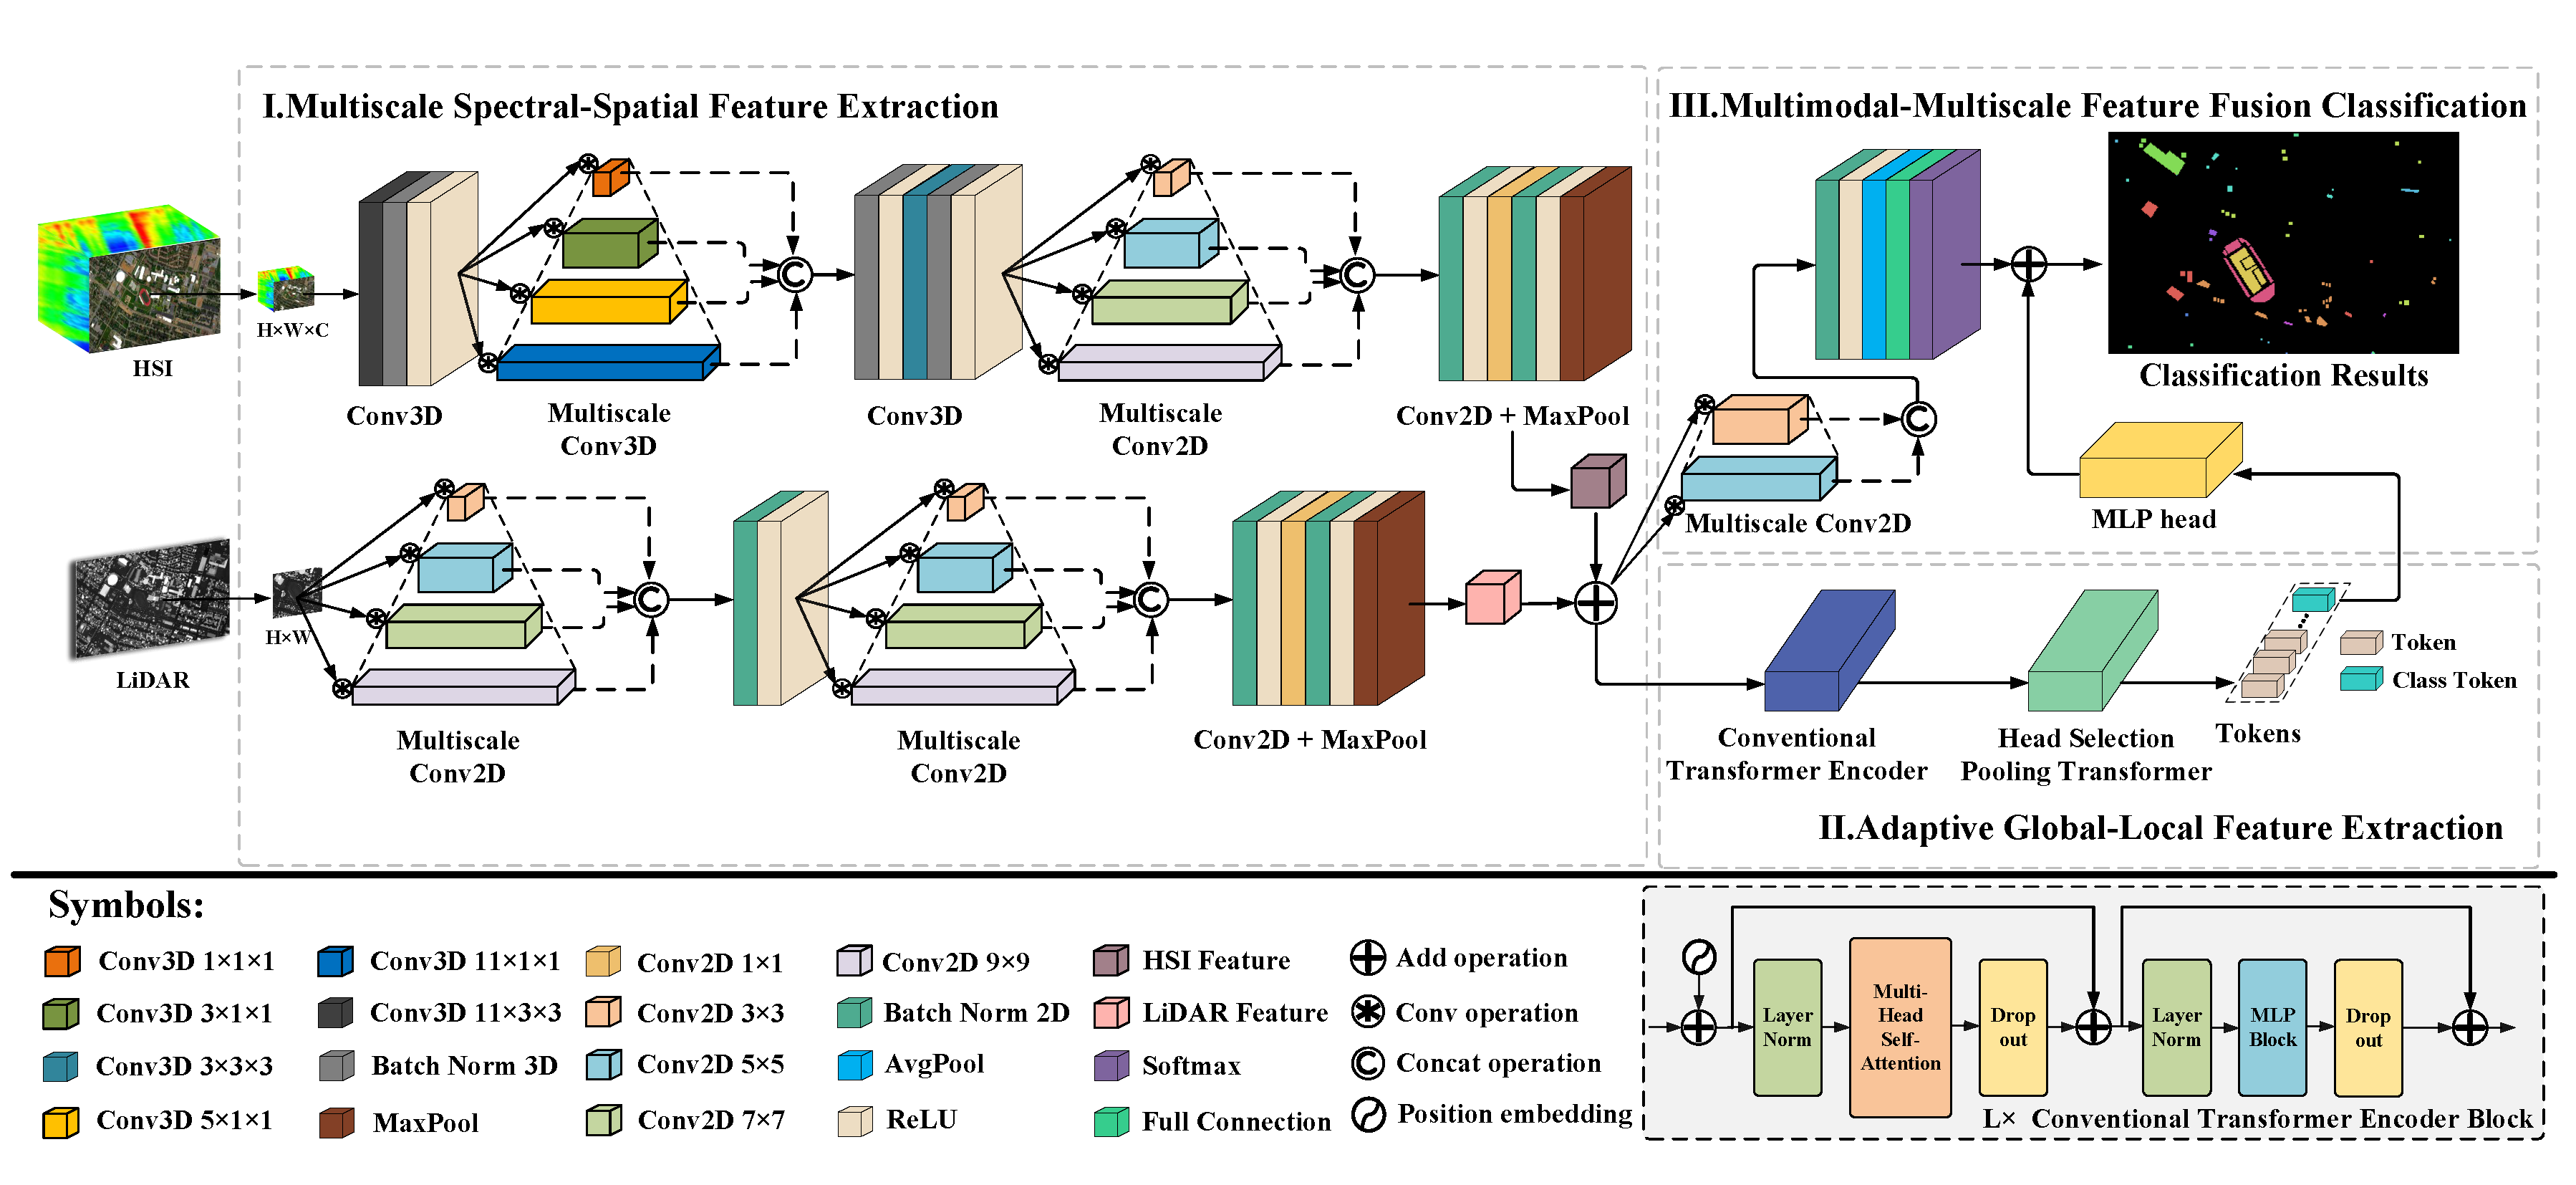 I.Multiscale Spectral-Spatial Feature Extraction
III.Multimodal-Multiscale Feature Fusion Classification
HSI
H×W×C
Conv3D
Multiscale
Conv3D
C
Conv3D
Multiscale
Conv2D
C
Conv2D + MaxPool
C
Multiscale Conv2D
Classification Results
MLP head
LiDAR
H×W
Multiscale
Conv2D
C
Multiscale
Conv2D
C
Conv2D + MaxPool
Conventional
Transformer Encoder
Head Selection
Pooling Transformer
Tokens
Token
Class Token
II.Adaptive Global-Local Feature Extraction
Symbols:
Conv3D 1×1×1
Conv3D 11×1×1
Conv2D 1×1
Conv2D 9×9
HSI Feature
Add operation
Conv3D 3×1×1
Conv3D 11×3×3
Conv2D 3×3
Batch Norm 2D
LiDAR Feature
Conv operation
Conv3D 3×3×3
Batch Norm 3D
Conv2D 5×5
AvgPool
Softmax
C Concat operation
Conv3D 5×1×1
MaxPool
Conv2D 7×7
ReLU
Full Connection
Position embedding
Layer
Norm
Multi-
Head
Self-
Attention
Drop
out
Layer
Norm
MLP
Block
Drop
out
L× Conventional Transformer Encoder Block